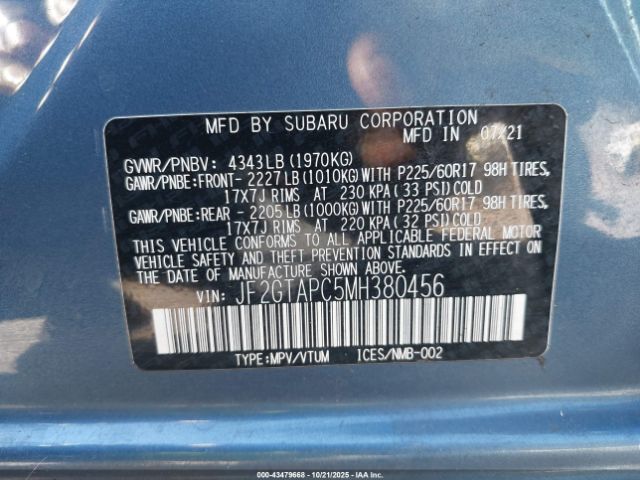 MFD BY SUBARU CORPORATION
MFD IN 07/21
GVWR/PNBV: 4343LB (1970KG)
GAWR/PNBE:FRONT- 2227LB (1010KG)WITH P225/60R17 98H TIRES,
17X7J RIMS AT 230 KPA (33 PSI)COLD
GAWR/PNBE:REAR - 2205LB (1000KG)WITH P225/60R17 98H TIRES,
17X7J RIMS AT 220 KPA (32 PSI)COLD
THIS VEHICLE CONFORMS TO ALL APPLICABLE FEDERAL MOTOR
VEHICLE SAFETY AND THEFT PREVENTION STANDARDS IN EFFECT ON
THE DATE OF MANUFACTURE SHOWN ABOVE.
VIN: JF2GTAPC5MH380456
TYPE:MPV/VTUM ICES/NMB-002
000-43479668 - 10/21/2025 - IAA Corp.